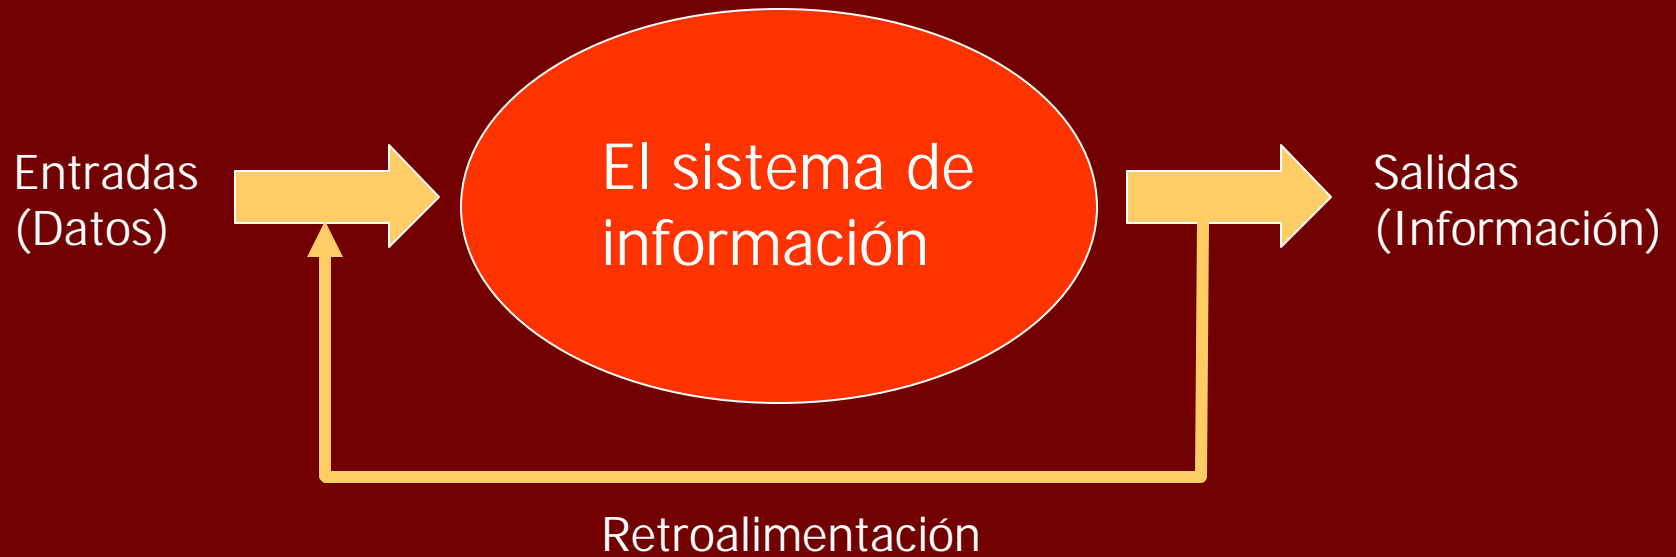 Entradas
(Datos)
El sistema de
información
Salidas
(Información)
Retroalimentación